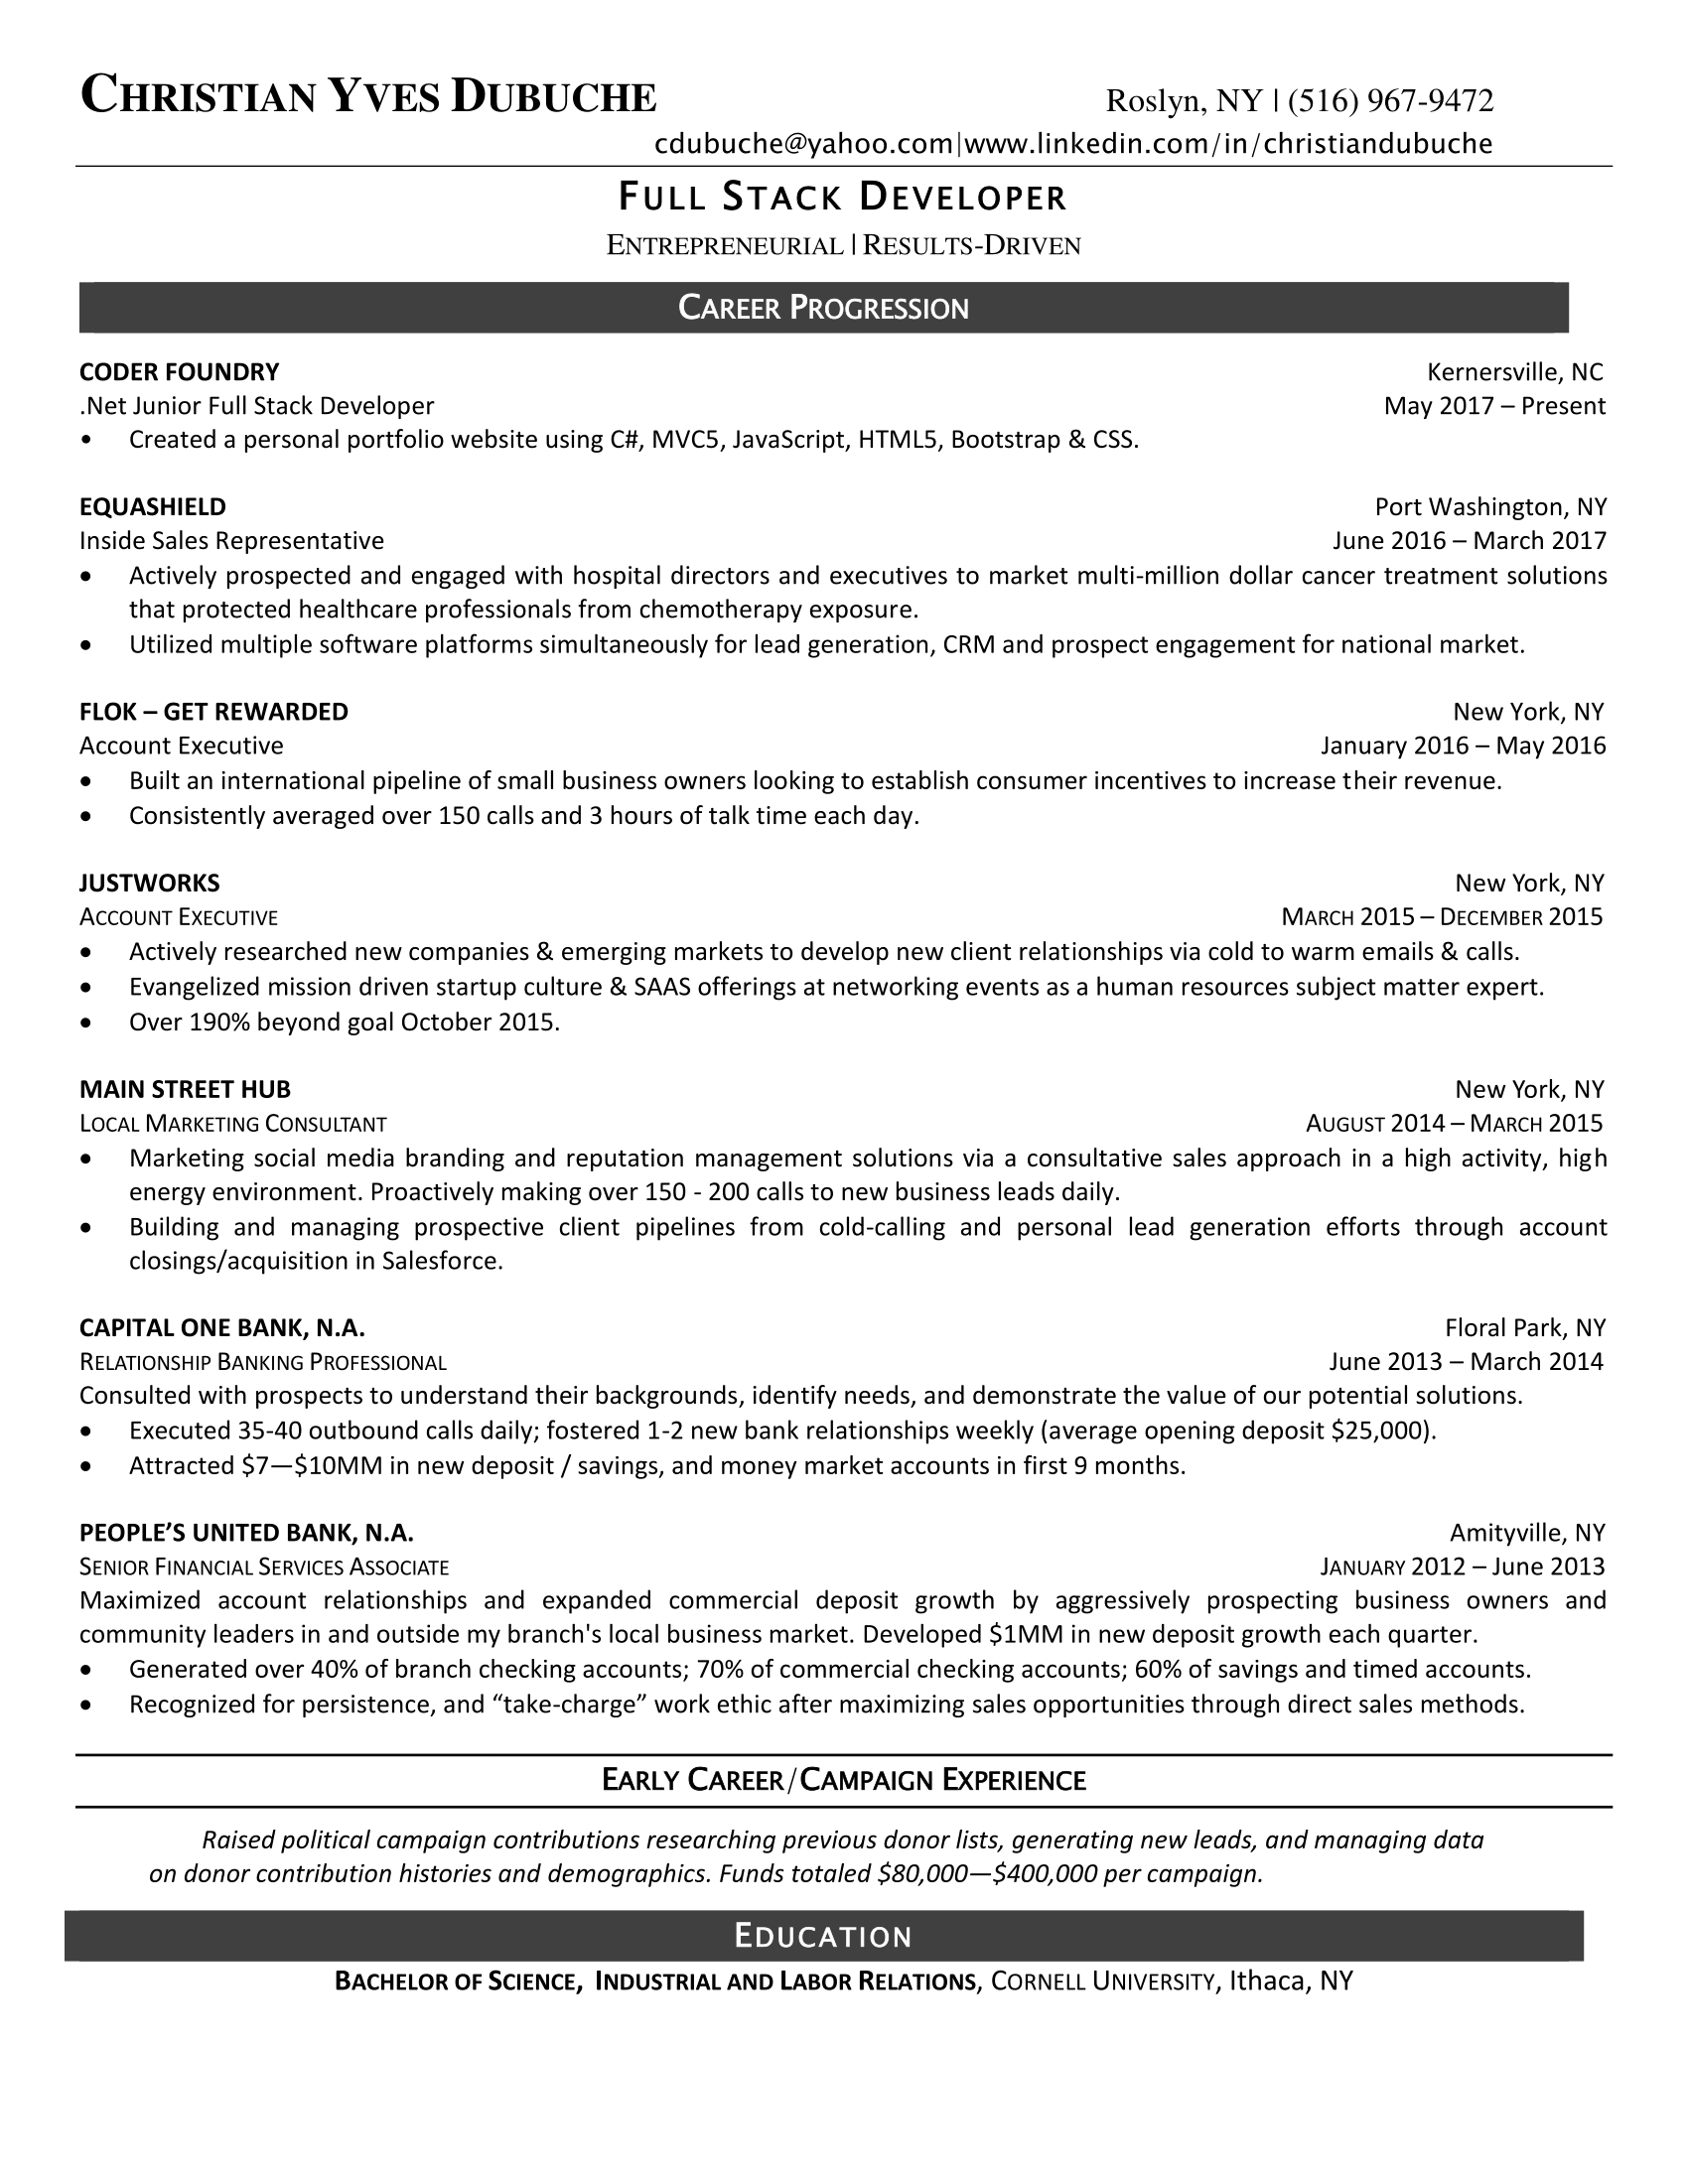 CHRISTIAN YVES DUBUCHE Roslyn, NY | (516) 967-9472
cdubuche@yahoo.com|www.linkedin.com/in/christiandubuche
FULL STACK DEVELOPER
ENTREPRENEURIAL | RESULTS-DRIVEN
CAREER PROGRESSION
CODER FOUNDRY Kernersville, NC
.Net Junior Full Stack Developer May 2017 – Present
• Created a personal portfolio website using C#, MVC5, JavaScript, HTML5, Bootstrap & CSS.
EQUASHIELD Port Washington, NY
Inside Sales Representative June 2016 – March 2017
• Actively prospected and engaged with hospital directors and executives to market multi-million dollar cancer treatment solutions
that protected healthcare professionals from chemotherapy exposure.
• Utilized multiple software platforms simultaneously for lead generation, CRM and prospect engagement for national market.
FLOK – GET REWARDED New York, NY
Account Executive January 2016 – May 2016
• Built an international pipeline of small business owners looking to establish consumer incentives to increase their revenue.
• Consistently averaged over 150 calls and 3 hours of talk time each day.
JUSTWORKS New York, NY
ACCOUNT EXECUTIVE MARCH 2015 – DECEMBER 2015
• Actively researched new companies & emerging markets to develop new client relationships via cold to warm emails & calls.
• Evangelized mission driven startup culture & SAAS offerings at networking events as a human resources subject matter expert.
• Over 190% beyond goal October 2015.
MAIN STREET HUB New York, NY
LOCAL MARKETING CONSULTANT AUGUST 2014 – MARCH 2015
• Marketing social media branding and reputation management solutions via a consultative sales approach in a high activity, high
energy environment. Proactively making over 150 - 200 calls to new business leads daily.
• Building and managing prospective client pipelines from cold-calling and personal lead generation efforts through account
closings/acquisition in Salesforce.
CAPITAL ONE BANK, N.A. Floral Park, NY
RELATIONSHIP BANKING PROFESSIONAL June 2013 – March 2014
Consulted with prospects to understand their backgrounds, identify needs, and demonstrate the value of our potential solutions.
• Executed 35-40 outbound calls daily; fostered 1-2 new bank relationships weekly (average opening deposit $25,000).
• Attracted $7—$10MM in new deposit / savings, and money market accounts in first 9 months.
PEOPLE’S UNITED BANK, N.A. Amityville, NY
SENIOR FINANCIAL SERVICES ASSOCIATE JANUARY 2012 – June 2013
Maximized account relationships and expanded commercial deposit growth by aggressively prospecting business owners and
community leaders in and outside my branch's local business market. Developed $1MM in new deposit growth each quarter.
• Generated over 40% of branch checking accounts; 70% of commercial checking accounts; 60% of savings and timed accounts.
• Recognized for persistence, and “take-charge” work ethic after maximizing sales opportunities through direct sales methods.
EARLY CAREER/CAMPAIGN EXPERIENCE
Raised political campaign contributions researching previous donor lists, generating new leads, and managing data
on donor contribution histories and demographics. Funds totaled $80,000—$400,000 per campaign.
EDUCATION
BACHELOR OF SCIENCE, INDUSTRIAL AND LABOR RELATIONS, CORNELL UNIVERSITY, Ithaca, NY